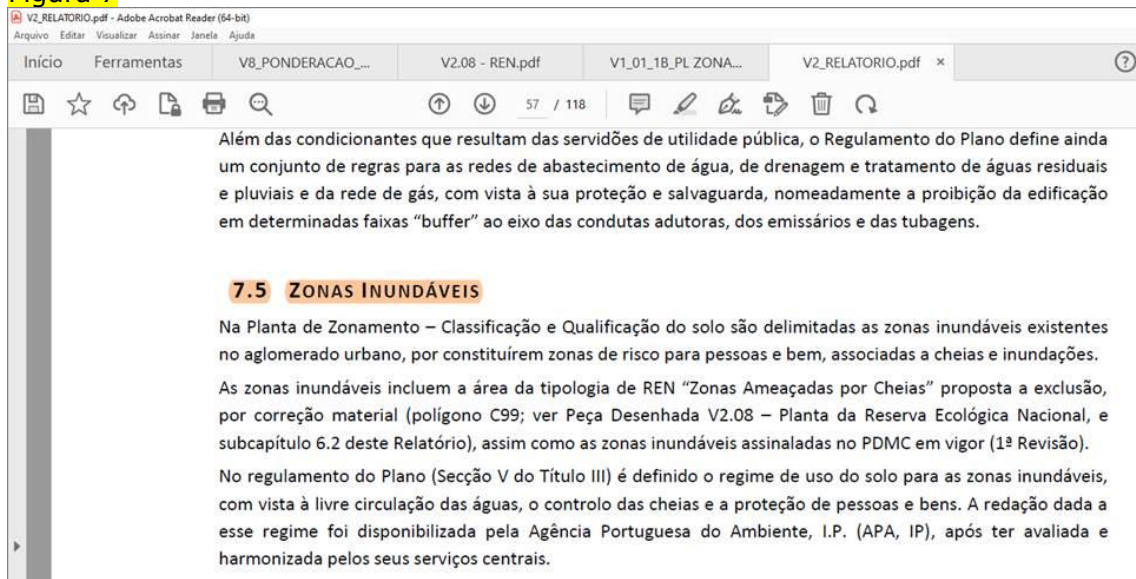 V2_RELATORIO.pdf - Adobe Acrobat Reader (64-bit)
Arquivo Editar Visualizar Assinar Janela Ajuda
Início Ferramentas V8_PONDERACAO_... V2.08 - REN.pdf V1_01_1B_PL ZONA... V2_RELATORIO.pdf ×
57 / 118
Além das condicionantes que resultam das servidões de utilidade pública, o Regulamento do Plano define ainda
um conjunto de regras para as redes de abastecimento de água, de drenagem e tratamento de águas residuais
e pluviais e da rede de gás, com vista à sua proteção e salvaguarda, nomeadamente a proibição da edificação
em determinadas faixas “buffer” ao eixo das condutas adutoras, dos emissários e das tubagens.
7.5 ZONAS INUNDÁVEIS
Na Planta de Zonamento – Classificação e Qualificação do solo são delimitadas as zonas inundáveis existentes
no aglomerado urbano, por constituírem zonas de risco para pessoas e bem, associadas a cheias e inundações.
As zonas inundáveis incluem a área da tipologia de REN “Zonas Ameaçadas por Cheias” proposta a exclusão,
por correção material (polígono C99; ver Peça Desenhada V2.08 – Planta da Reserva Ecológica Nacional, e
subcapítulo 6.2 deste Relatório), assim como as zonas inundáveis assinaladas no PDMC em vigor (1ª Revisão).
No regulamento do Plano (Secção V do Título III) é definido o regime de uso do solo para as zonas inundáveis,
com vista à livre circulação das águas, o controlo das cheias e a proteção de pessoas e bens. A redação dada a
esse regime foi disponibilizada pela Agência Portuguesa do Ambiente, I.P. (APA, IP), após ter avaliada e
harmonizada pelos seus serviços centrais.